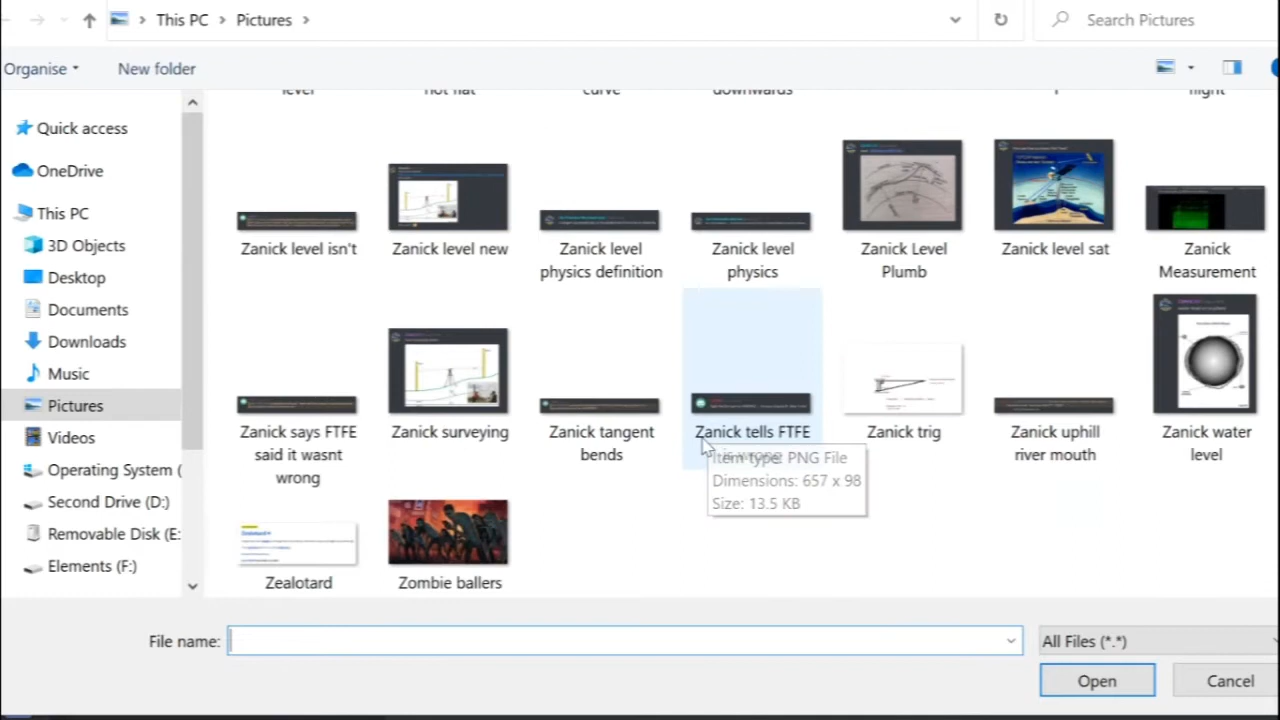 This PC
Pictures
Search Pictures
Organise
New folder
level
not flat
curve
downwards
flight
Quick access
OneDrive
This PC
3D Objects
Desktop
Documents
Downloads
Music
Pictures
Videos
Operating System (
Second Drive (D:)
Removable Disk (E:
Elements (F:)
Zanick level isn't
Zanick level new
Zanick level
physics definition
Zanick level
physics
Zanick Level
Plumb
Zanick level sat
Zanick
Measurement
Zanick says FTFE
said it wasnt
wrong
Zanick surveying
Zanick tangent
bends
Zanick tells FTFE
Item type: PNG File
Dimensions: 657 x 98
Size: 13.5 KB
Zanick trig
Zanick uphill
river mouth
Zanick water
level
Zealotard
Zombie ballers
File name:
All Files (*.*)
Open
Cancel